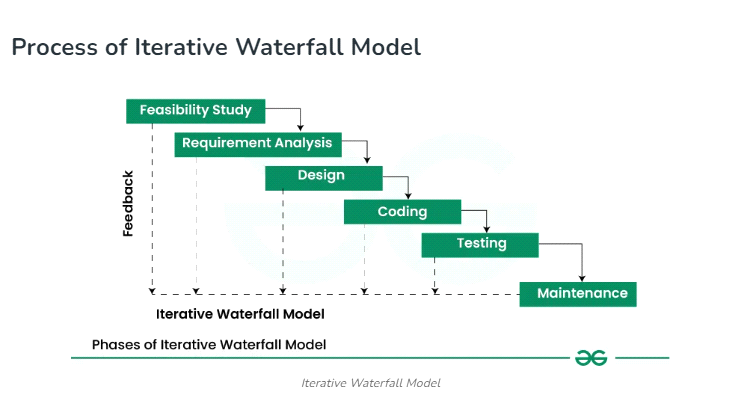 Process of Iterative Waterfall Model
Feasibility Study
Requirement Analysis
Design
Coding
Testing
Maintenance
Feedback
Iterative Waterfall Model
Phases of Iterative Waterfall Model
Iterative Waterfall Model